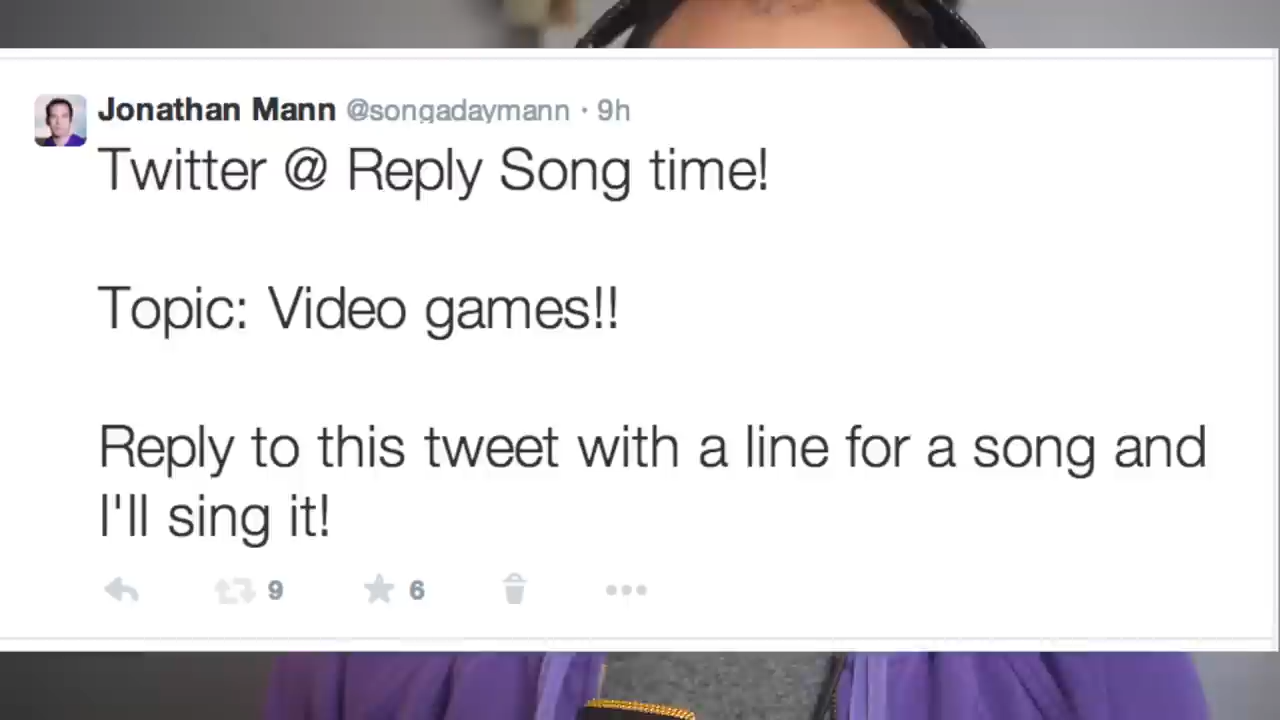 Jonathan Mann @songadaymann · 9h
Twitter @ Reply Song time!
Topic: Video games!!
Reply to this tweet with a line for a song and
I'll sing it!
9 6